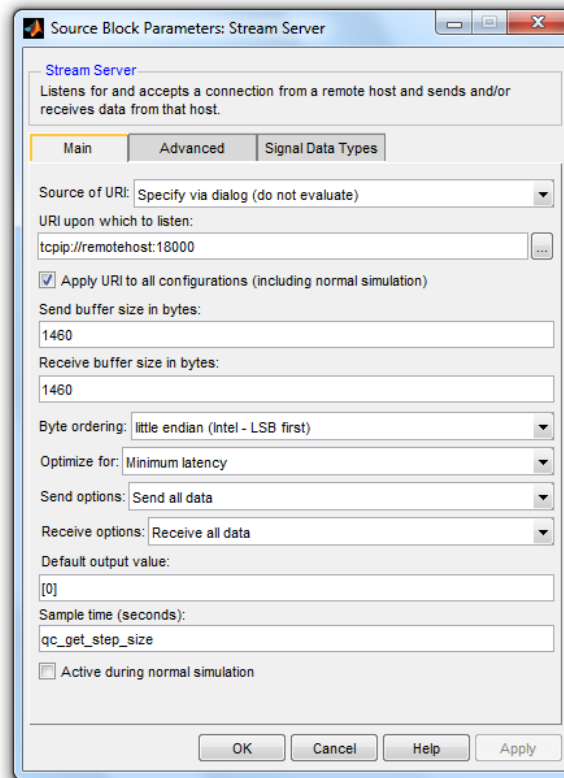 Source Block Parameters: Stream Server
Stream Server
Listens for and accepts a connection from a remote host and sends and/or
receives data from that host.
Main Advanced Signal Data Types
Source of URI: Specify via dialog (do not evaluate)
URI upon which to listen:
tcpip://remotehost:18000 ...
Apply URI to all configurations (including normal simulation)
Send buffer size in bytes:
1460
Receive buffer size in bytes:
1460
Byte ordering: little endian (Intel - LSB first)
Optimize for: Minimum latency
Send options: Send all data
Receive options: Receive all data
Default output value:
[0]
Sample time (seconds):
qc_get_step_size
Active during normal simulation
OK Cancel Help Apply